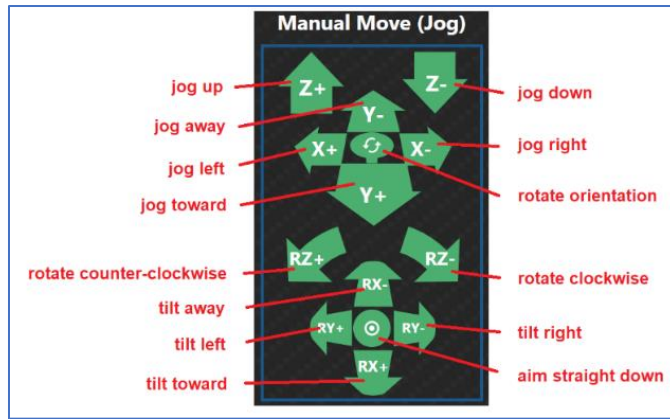 Manual Move (Jog)
jog up
Z+
Z-
jog down
jog away
Y-
jog left
X+
X-
jog right
jog toward
Y+
rotate orientation
rotate counter-clockwise
RZ+
RZ-
rotate clockwise
tilt away
RX-
tilt left
RY+
RY-
tilt right
tilt toward
RX+
aim straight down